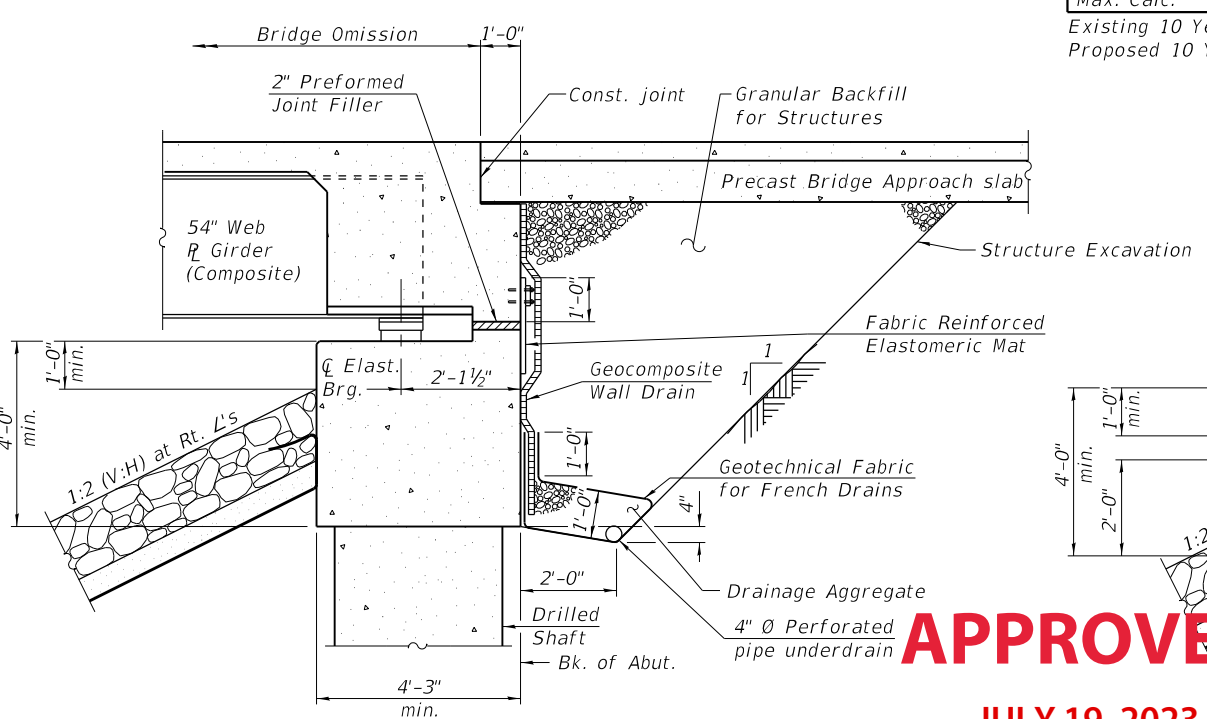 Max. Calc.
Existing 10 Ye
Proposed 10 Y
Bridge Omission
1'-0"
2" Preformed
Joint Filler
Const. joint
Granular Backfill
for Structures
Precast Bridge Approach slab
54" Web
PL Girder
(Composite)
Structure Excavation
1'-0"
Fabric Reinforced
Elastomeric Mat
1'-0"
min.
CL Elast.
Brg.
2'-1½"
Geocomposite
Wall Drain
1
1
4'-0"
min.
1:2 (V:H) at Rt. ∠'s
1'-0"
Geotechnical Fabric
for French Drains
1'-0"
4"
2'-0"
Drainage Aggregate
Drilled
Shaft
4" Ø Perforated
pipe underdrain
Bk. of Abut.
4'-3"
min.
1'-0"
min.
4'-0"
min.
2'-0"
1:2
APPROVE
JULY 19, 2023